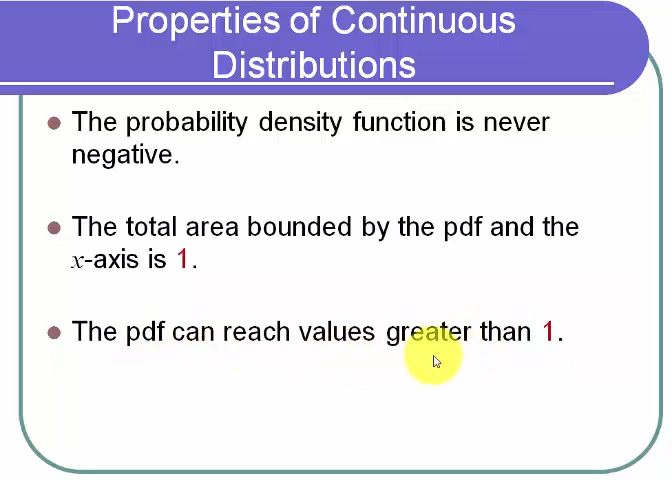 Properties of Continuous
Distributions
The probability density function is never
negative.
The total area bounded by the pdf and the
x-axis is 1.
The pdf can reach values greater than 1.